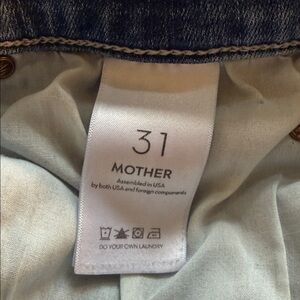 31
MOTHER
Assembled in USA
by both USA and foreign components
DO YOUR OWN LAUNDRY